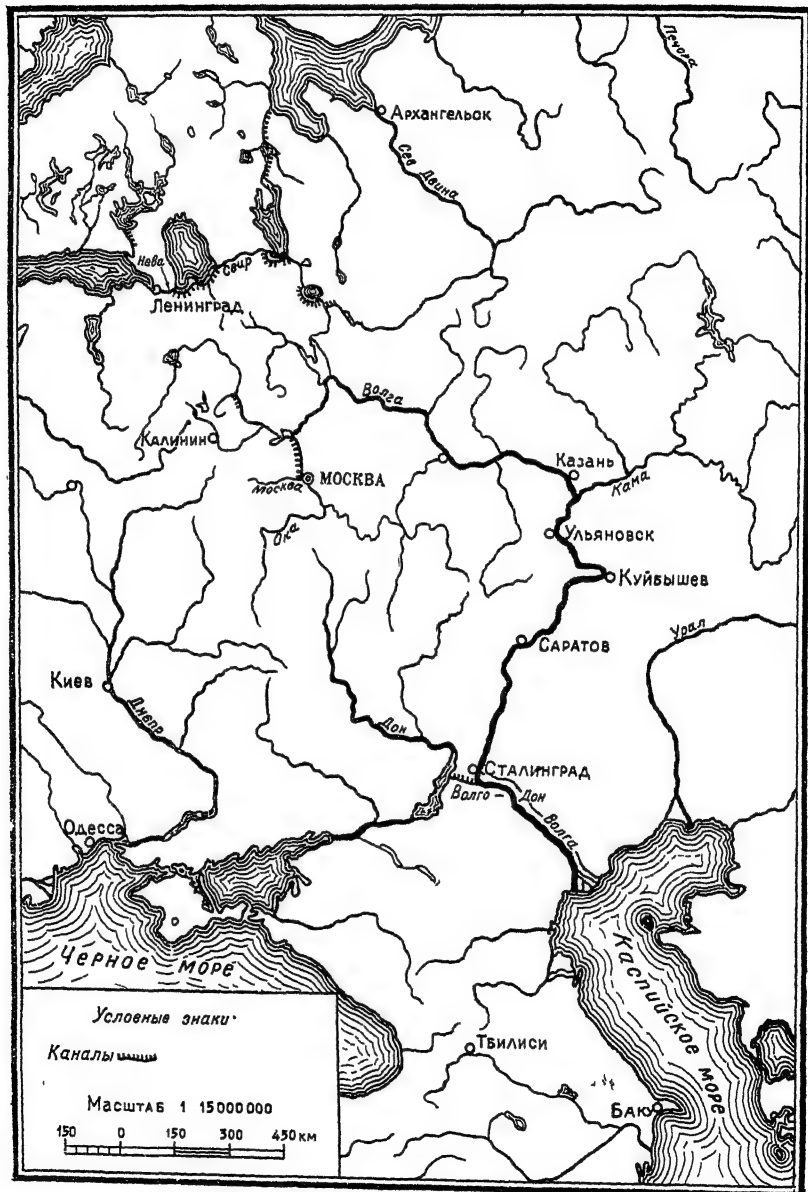 Печора
Архангельок
Сев Двина
Нева
Свир
Ленинград
Волга
Калинин
Казань
Москва
МОСКВА
Кама
Ока
Ульяновск
Куйбышев
Саратов
Урал
Киев
Днепр
Дон
Сталинград
Волго — Дон
Волга
Одесса
Черное море
Каспийское море
Условные знаки
Каналы
Тбилиси
Масштаб 1 15000000
Баку
150 0 150 300 450 км